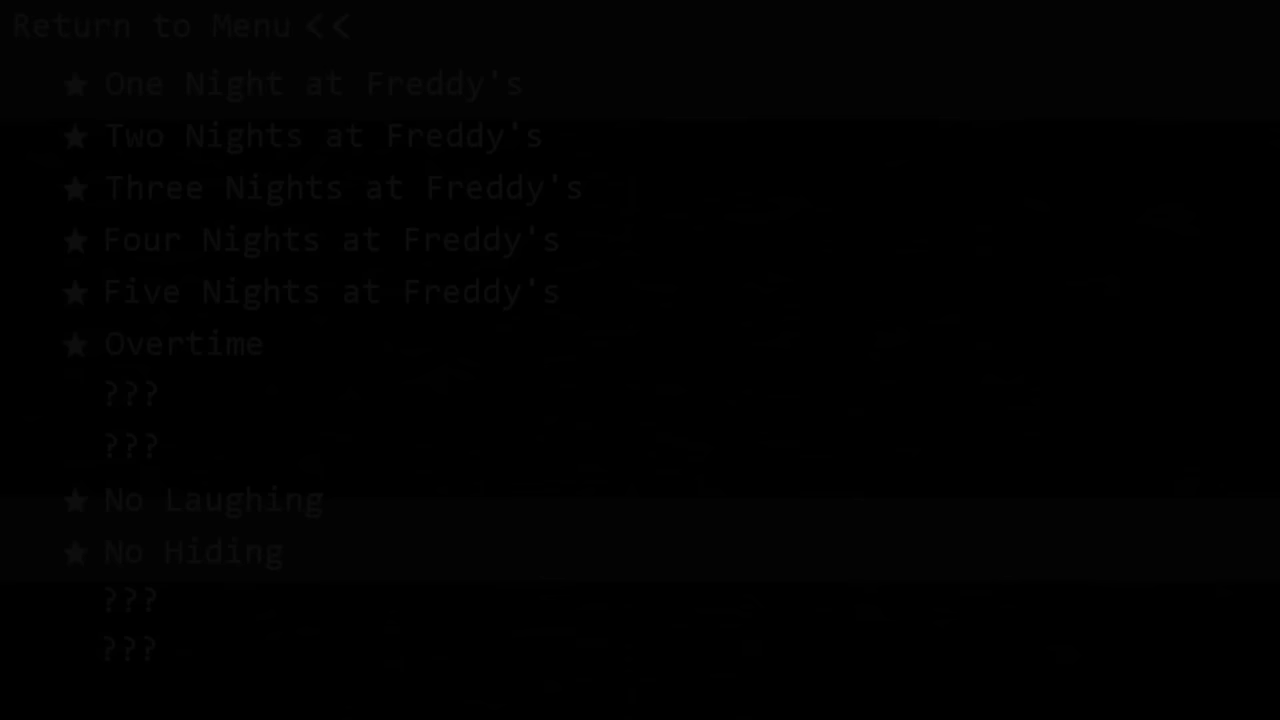 Return to Menu <<
★ One Night at Freddy's
★ Two Nights at Freddy's
★ Three Nights at Freddy's
★ Four Nights at Freddy's
★ Five Nights at Freddy's
★ Overtime
???
???
★ No Laughing
★ No Hiding
???
???